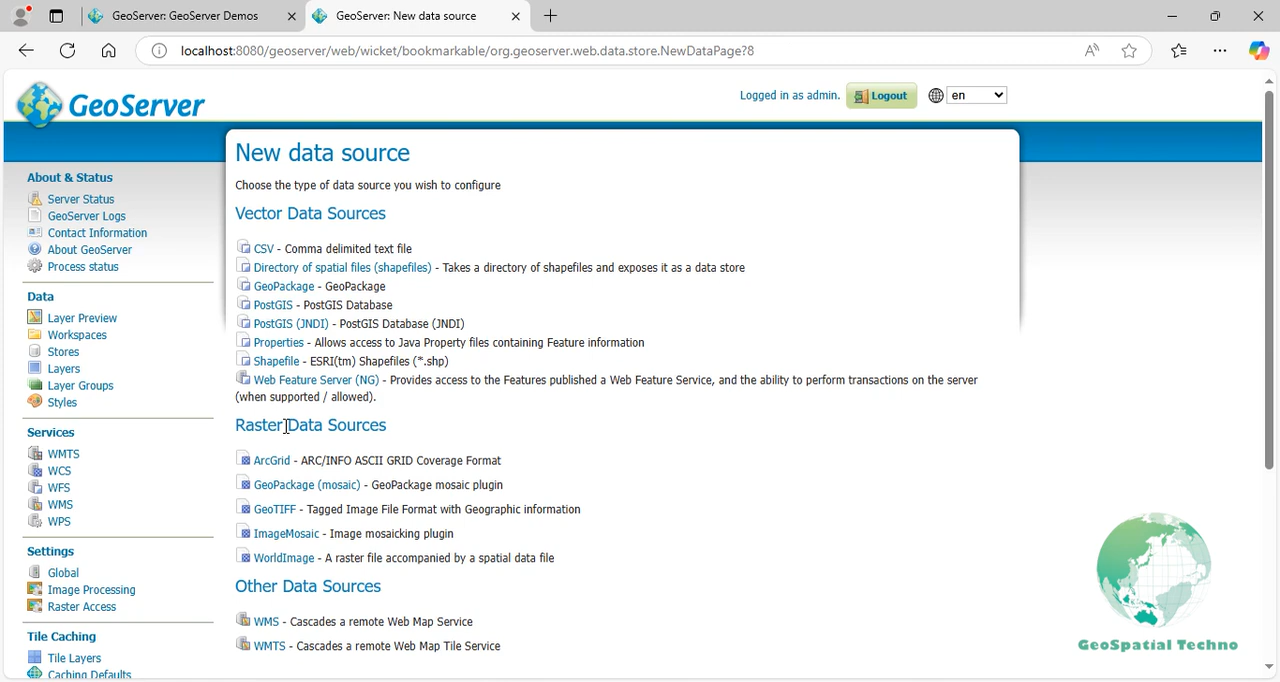 GeoServer: GeoServer Demos
GeoServer: New data source
localhost:8080/geoserver/web/wicket/bookmarkable/org.geoserver.web.data.store.NewDataPage?8
GeoServer
Logged in as admin.
Logout
en
About & Status
Server Status
GeoServer Logs
Contact Information
About GeoServer
Process status
Data
Layer Preview
Workspaces
Stores
Layers
Layer Groups
Styles
Services
WMTS
WCS
WFS
WMS
WPS
Settings
Global
Image Processing
Raster Access
Tile Caching
Tile Layers
Caching Defaults
New data source
Choose the type of data source you wish to configure
Vector Data Sources
CSV - Comma delimited text file
Directory of spatial files (shapefiles) - Takes a directory of shapefiles and exposes it as a data store
GeoPackage - GeoPackage
PostGIS - PostGIS Database
PostGIS (JNDI) - PostGIS Database (JNDI)
Properties - Allows access to Java Property files containing Feature information
Shapefile - ESRI(tm) Shapefiles (*.shp)
Web Feature Server (NG) - Provides access to the Features published a Web Feature Service, and the ability to perform transactions on the server
(when supported / allowed).
Raster Data Sources
ArcGrid - ARC/INFO ASCII GRID Coverage Format
GeoPackage (mosaic) - GeoPackage mosaic plugin
GeoTIFF - Tagged Image File Format with Geographic information
ImageMosaic - Image mosaicking plugin
WorldImage - A raster file accompanied by a spatial data file
Other Data Sources
WMS - Cascades a remote Web Map Service
WMTS - Cascades a remote Web Map Tile Service
GeoSpatial Techno